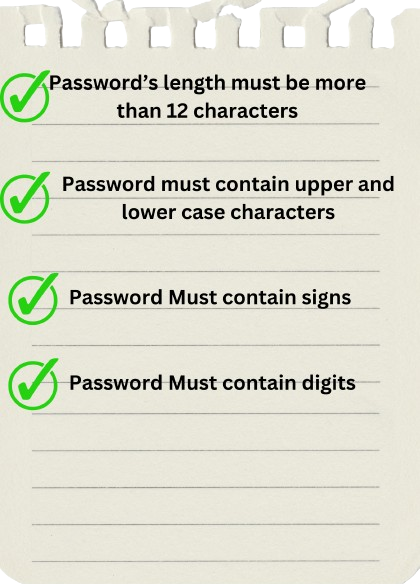 Password’s length must be more
than 12 characters
Password must contain upper and
lower case characters
Password Must contain signs
Password Must contain digits